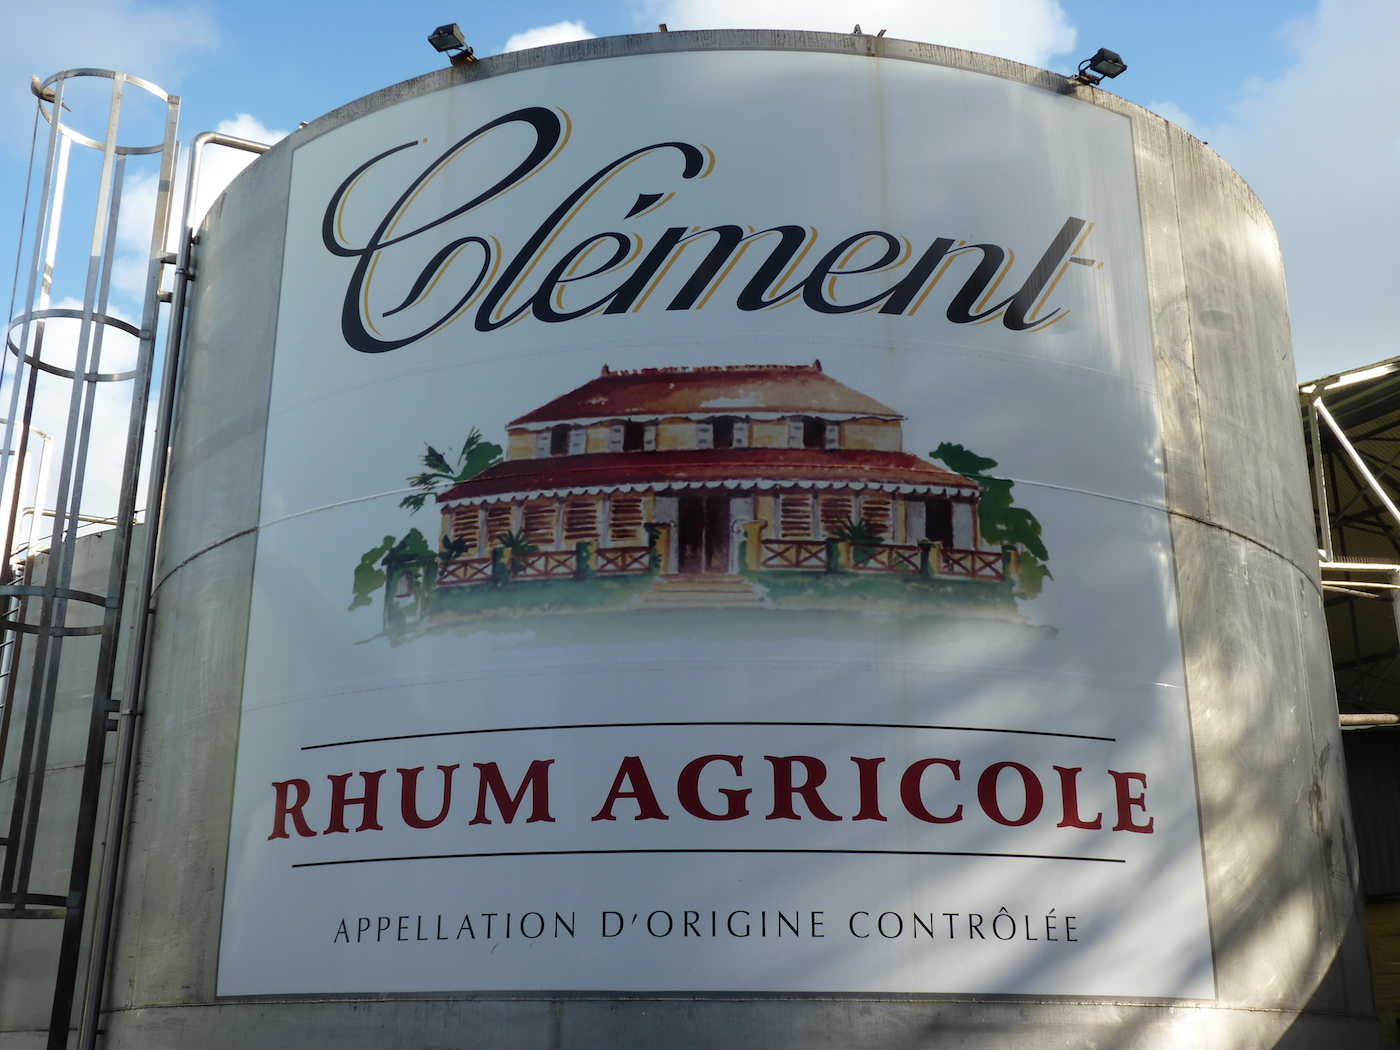 Clément
RHUM AGRICOLE
APPELLATION D'ORIGINE CONTRÔLÉE